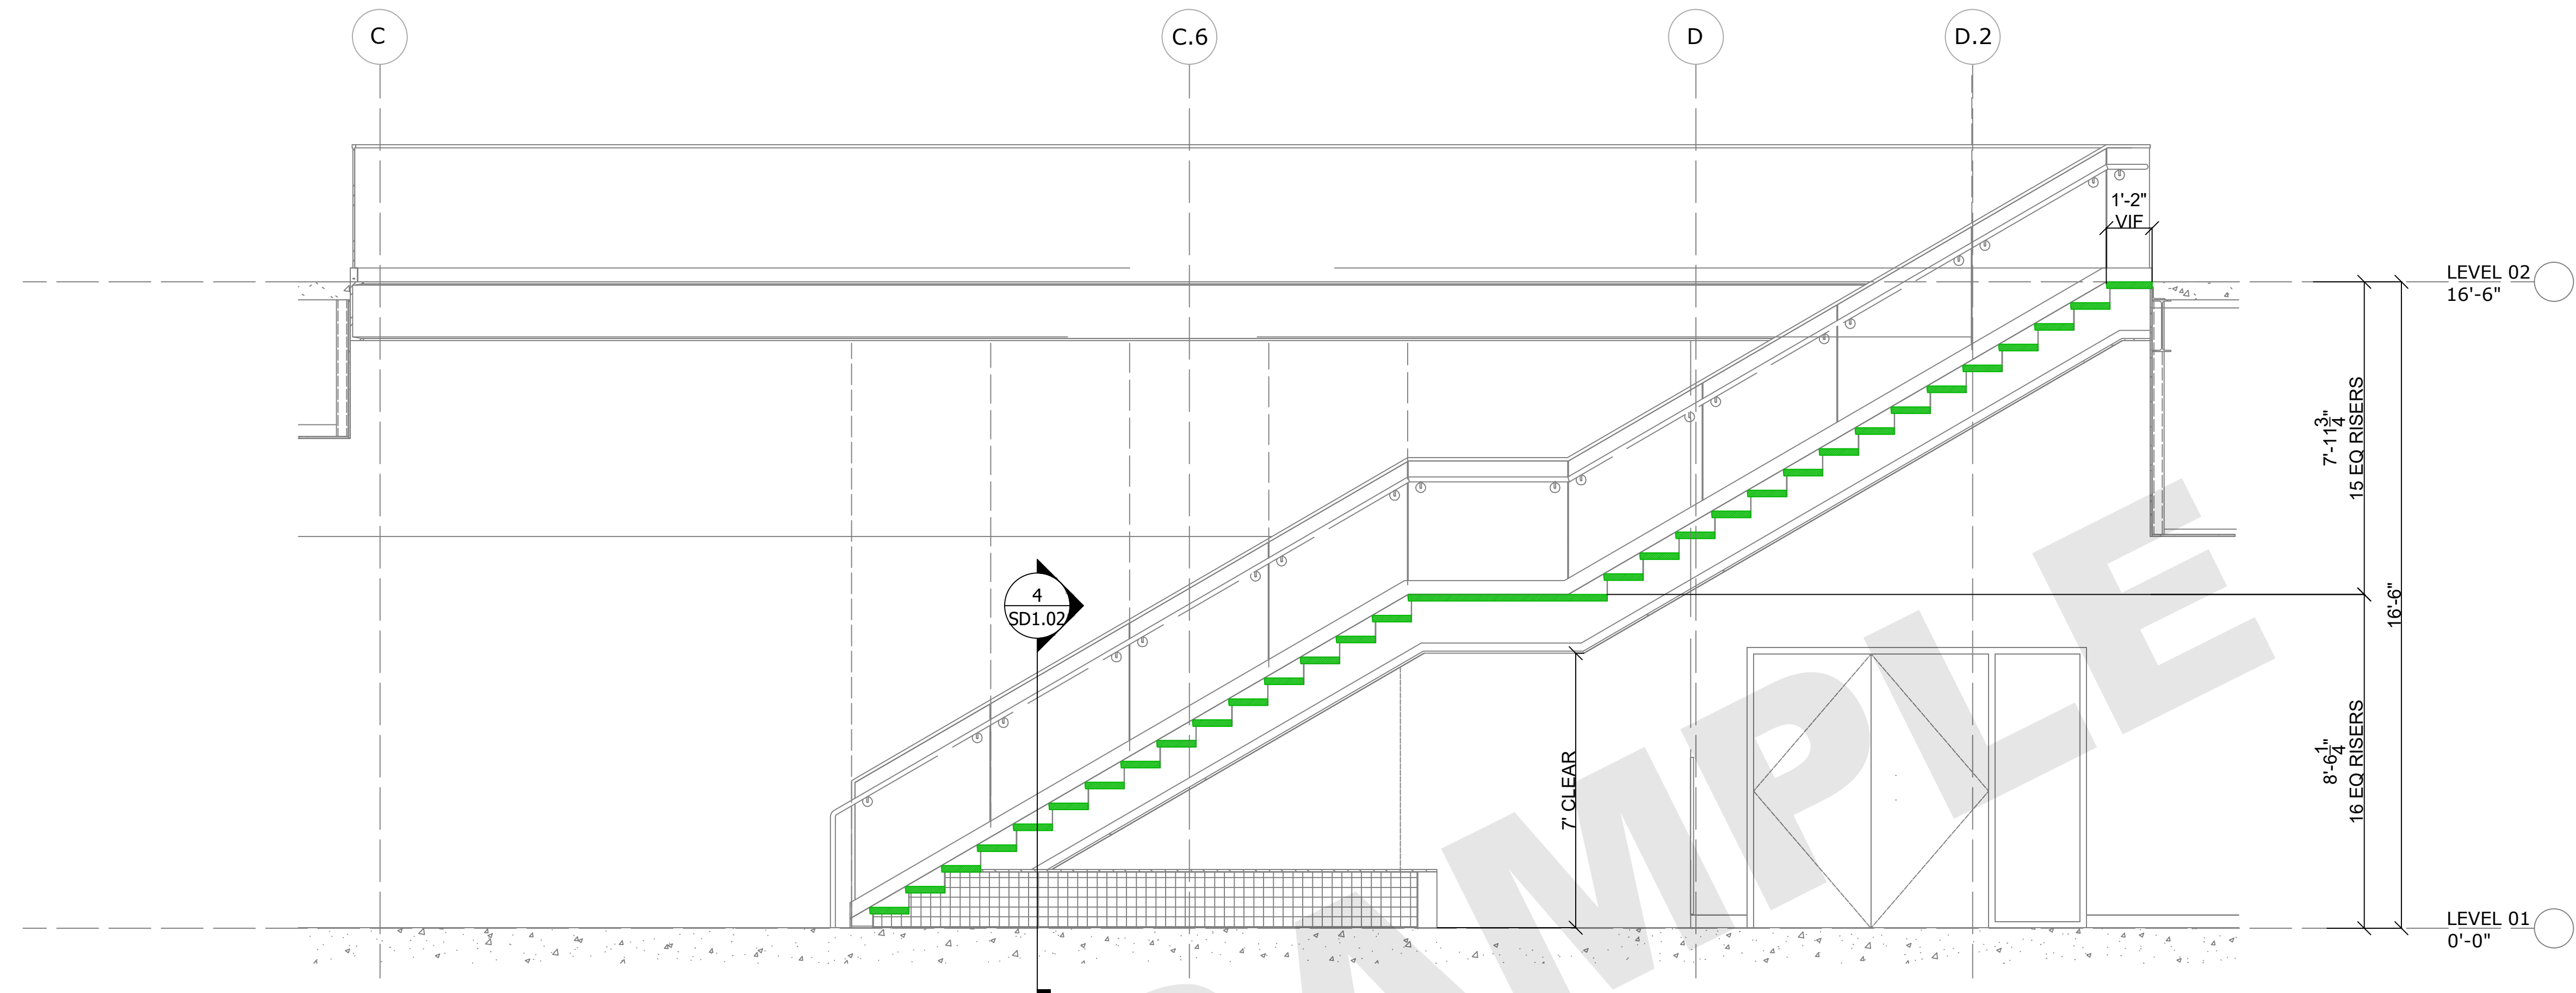 C
C.6
D
D.2
1'-2"
VIF
LEVEL 02
16'-6"
7'-11 3/4"
15 EQ RISERS
16'-6"
4
SD1.02
7' CLEAR
8'-6 1/4"
16 EQ RISERS
LEVEL 01
0'-0"
SAMPLE